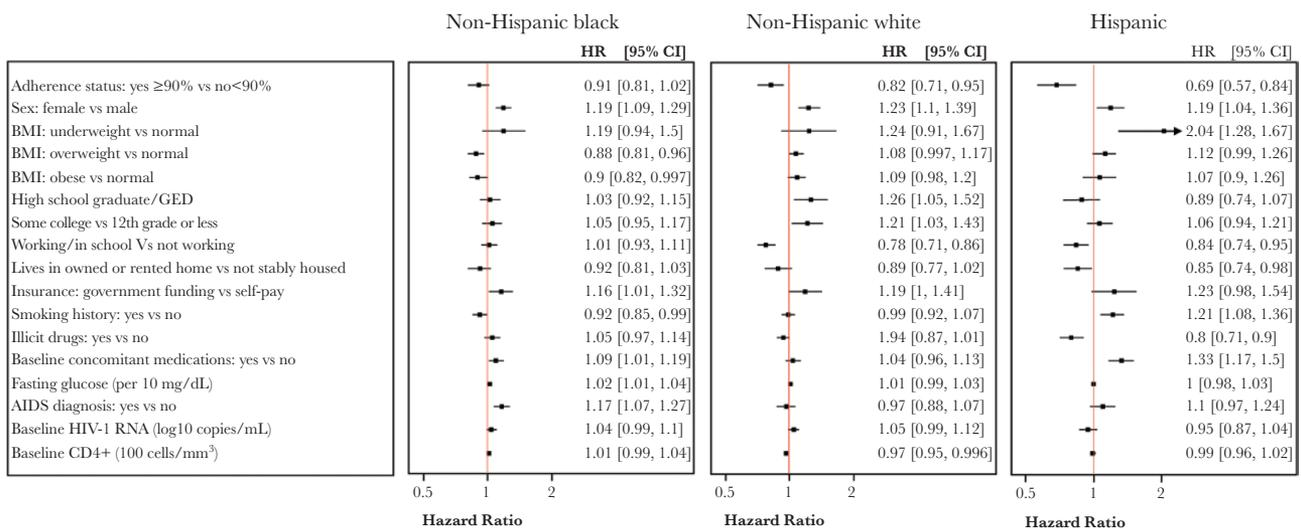 Non-Hispanic black Non-Hispanic white Hispanic
HR [95% CI] HR [95% CI] HR [95% CI]
Adherence status: yes ≥90% vs no<90% 0.91 [0.81, 1.02] 0.82 [0.71, 0.95] 0.69 [0.57, 0.84]
Sex: female vs male 1.19 [1.09, 1.29] 1.23 [1.1, 1.39] 1.19 [1.04, 1.36]
BMI: underweight vs normal 1.19 [0.94, 1.5] 1.24 [0.91, 1.67] 2.04 [1.28, 1.67]
BMI: overweight vs normal 0.88 [0.81, 0.96] 1.08 [0.997, 1.17] 1.12 [0.99, 1.26]
BMI: obese vs normal 0.9 [0.82, 0.997] 1.09 [0.98, 1.2] 1.07 [0.9, 1.26]
High school graduate/GED 1.03 [0.92, 1.15] 1.26 [1.05, 1.52] 0.89 [0.74, 1.07]
Some college vs 12th grade or less 1.05 [0.95, 1.17] 1.21 [1.03, 1.43] 1.06 [0.94, 1.21]
Working/in school Vs not working 1.01 [0.93, 1.11] 0.78 [0.71, 0.86] 0.84 [0.74, 0.95]
Lives in owned or rented home vs not stably housed 0.92 [0.81, 1.03] 0.89 [0.77, 1.02] 0.85 [0.74, 0.98]
Insurance: government funding vs self-pay 1.16 [1.01, 1.32] 1.19 [1, 1.41] 1.23 [0.98, 1.54]
Smoking history: yes vs no 0.92 [0.85, 0.99] 0.99 [0.92, 1.07] 1.21 [1.08, 1.36]
Illicit drugs: yes vs no 1.05 [0.97, 1.14] 1.94 [0.87, 1.01] 0.8 [0.71, 0.9]
Baseline concomitant medications: yes vs no 1.09 [1.01, 1.19] 1.04 [0.96, 1.13] 1.33 [1.17, 1.5]
Fasting glucose (per 10 mg/dL) 1.02 [1.01, 1.04] 1.01 [0.99, 1.03] 1 [0.98, 1.03]
AIDS diagnosis: yes vs no 1.17 [1.07, 1.27] 0.97 [0.88, 1.07] 1.1 [0.97, 1.24]
Baseline HIV-1 RNA (log10 copies/mL) 1.04 [0.99, 1.1] 1.05 [0.99, 1.12] 0.95 [0.87, 1.04]
Baseline CD4+ (100 cells/mm³) 1.01 [0.99, 1.04] 0.97 [0.95, 0.996] 0.99 [0.96, 1.02]
0.5 1 2 0.5 1 2 0.5 1 2
Hazard Ratio Hazard Ratio Hazard Ratio